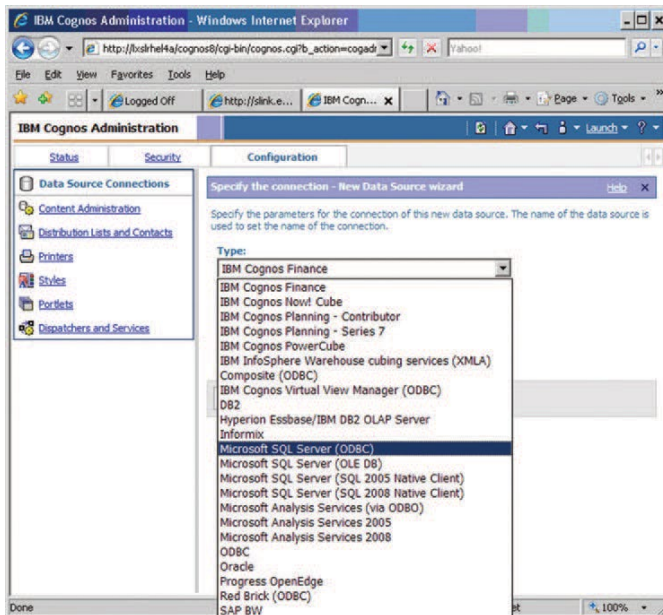 IBM Cognos Administration - Windows Internet Explorer
http://lxslrhel4a/cognos8/cgi-bin/cognos.cgi?b_action=cogadr
Yahoo!
File Edit View Favorites Tools Help
Logged Off http://slink.e... IBM Cogn... Page Tools
IBM Cognos Administration Launch ?
Status Security Configuration
Data Source Connections
Content Administration
Distribution Lists and Contacts
Printers
Styles
Portlets
Dispatchers and Services
Specify the connection - New Data Source wizard Help
Specify the parameters for the connection of this new data source. The name of the data source is
used to set the name of the connection.
Type:
IBM Cognos Finance
IBM Cognos Finance
IBM Cognos Now! Cube
IBM Cognos Planning - Contributor
IBM Cognos Planning - Series 7
IBM Cognos PowerCube
IBM InfoSphere Warehouse cubing services (XMLA)
Composite (ODBC)
IBM Cognos Virtual View Manager (ODBC)
DB2
Hyperion Essbase/IBM DB2 OLAP Server
Informix
Microsoft SQL Server (ODBC)
Microsoft SQL Server (OLE DB)
Microsoft SQL Server (SQL 2005 Native Client)
Microsoft SQL Server (SQL 2008 Native Client)
Microsoft Analysis Services (via ODBO)
Microsoft Analysis Services 2005
Microsoft Analysis Services 2008
ODBC
Oracle
Progress OpenEdge
Red Brick (ODBC)
SAP BW
Done et 100%